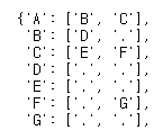 {'A': ['B', 'C'],
'B': ['D', '.'],
'C': ['E', 'F'],
'D': ['.', '.'],
'E': ['.', '.'],
'F': ['.', 'G'],
'G': ['.', '.'],